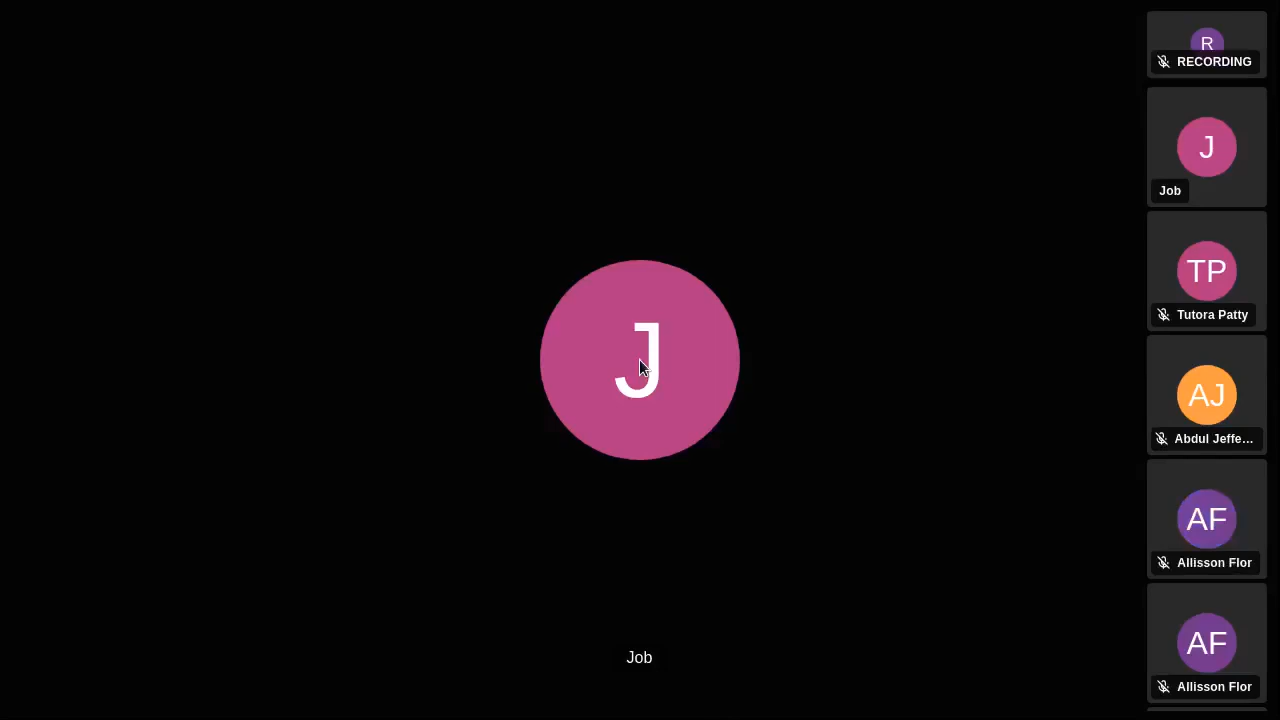 J
Job
R
RECORDING
J
Job
TP
Tutora Patty
AJ
Abdul Jeffe...
AF
Allisson Flor
AF
Allisson Flor